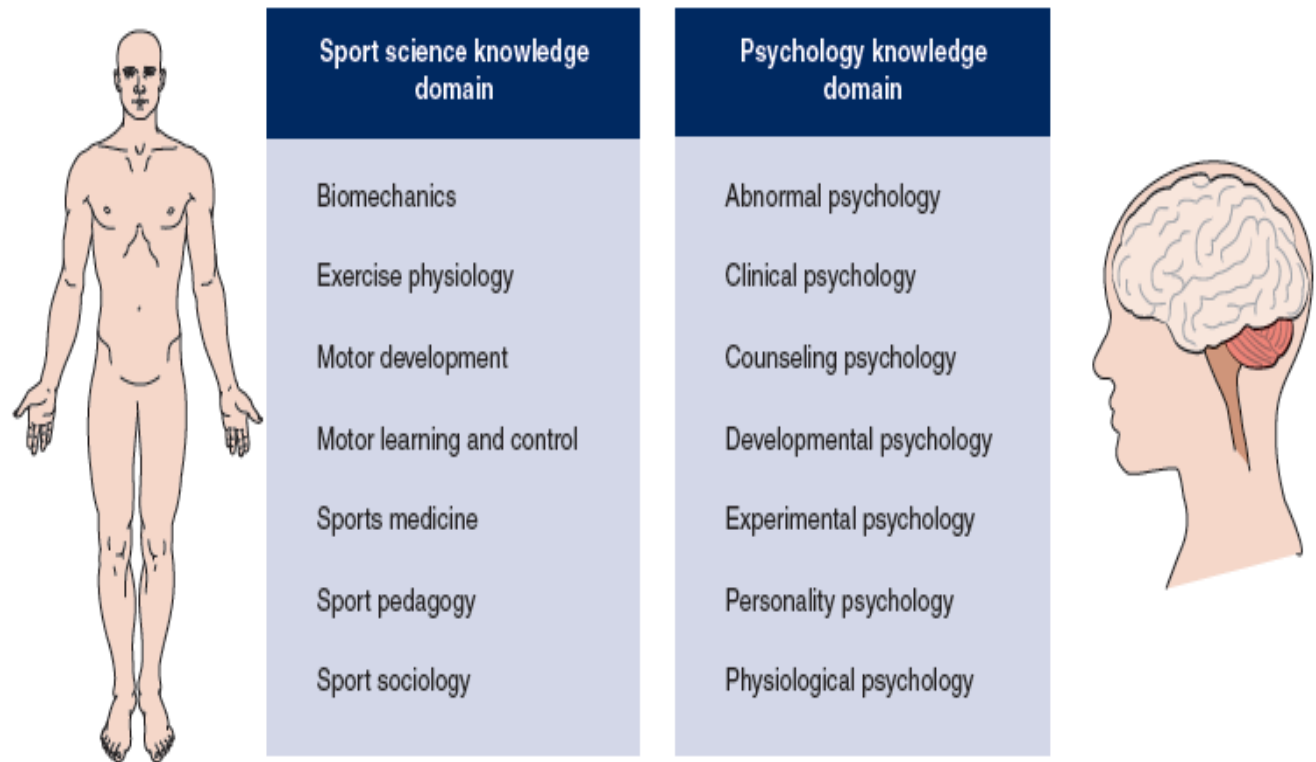 Sport science knowledge
domain
Biomechanics
Exercise physiology
Motor development
Motor learning and control
Sports medicine
Sport pedagogy
Sport sociology
Psychology knowledge
domain
Abnormal psychology
Clinical psychology
Counseling psychology
Developmental psychology
Experimental psychology
Personality psychology
Physiological psychology